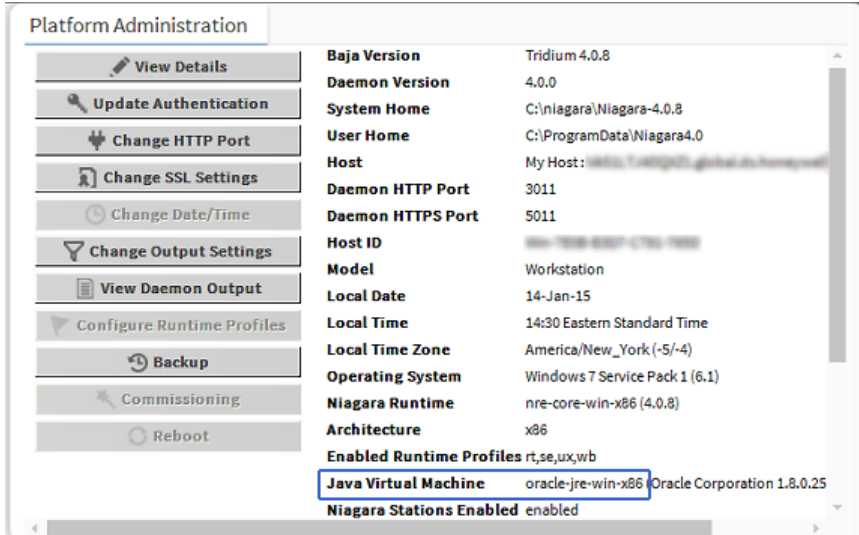 Platform Administration
View Details
Update Authentication
Change HTTP Port
Change SSL Settings
Change Date/Time
Change Output Settings
View Daemon Output
Configure Runtime Profiles
Backup
Commissioning
Reboot
Baja Version Tridium 4.0.8
Daemon Version 4.0.0
System Home C:\niagara\Niagara-4.0.8
User Home C:\ProgramData\Niagara4.0
Host My Host:
Daemon HTTP Port 3011
Daemon HTTPS Port 5011
Host ID
Model Workstation
Local Date 14-Jan-15
Local Time 14:30 Eastern Standard Time
Local Time Zone America/New_York (-5/-4)
Operating System Windows 7 Service Pack 1 (6.1)
Niagara Runtime nre-core-win-x86 (4.0.8)
Architecture x86
Enabled Runtime Profiles rt,se,ux,wb
Java Virtual Machine oracle-jre-win-x86 (Oracle Corporation 1.8.0.25
Niagara Stations Enabled enabled